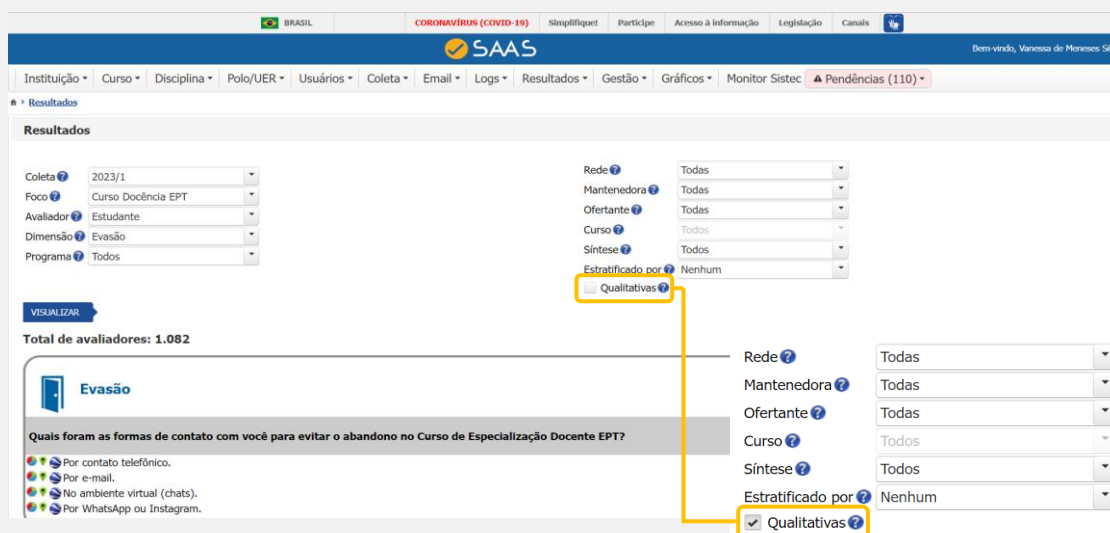 BRASIL CORONAVÍRUS (COVID-19) Simplifique! Participe Acesso à informação Legislação Canais
SAAS
Bem-vindo, Vanessa de Meneses
Instituição Curso Disciplina Polo/UER Usuários Coleta Email Logs Resultados Gestão Gráficos Monitor Sistec Pendências (110)
> Resultados
Resultados
Coleta 2023/1
Foco Curso Docência EPT
Avaliador Estudante
Dimensão Evasão
Programa Todos
Rede Todas
Mantenedora Todas
Ofertante Todas
Curso Todos
Síntese Todos
Estratificado por Nenhum
Qualitativas
VISUALIZAR
Total de avaliadores: 1.082
Evasão
Quais foram as formas de contato com você para evitar o abandono no Curso de Especialização Docente EPT?
Por contato telefônico.
Por e-mail.
No ambiente virtual (chats).
Por WhatsApp ou Instagram.
Rede Todas
Mantenedora Todas
Ofertante Todas
Curso Todos
Síntese Todos
Estratificado por Nenhum
Qualitativas